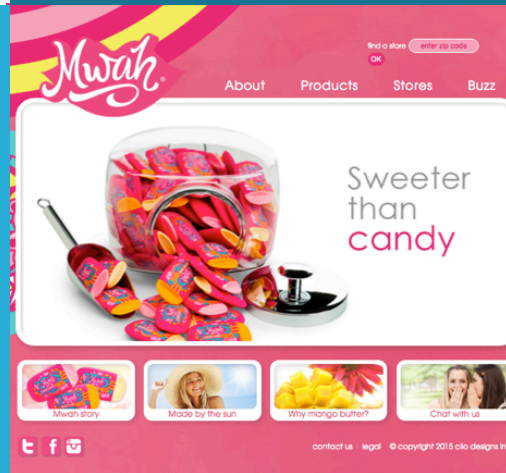 Mwah®
find a store
enter zip code
OK
About
Products
Stores
Buzz
Sweeter
than
candy
Mwah story
Made by the sun
Why mango butter?
Chat with us
contact us
legal
© copyright 2015 clio designs in